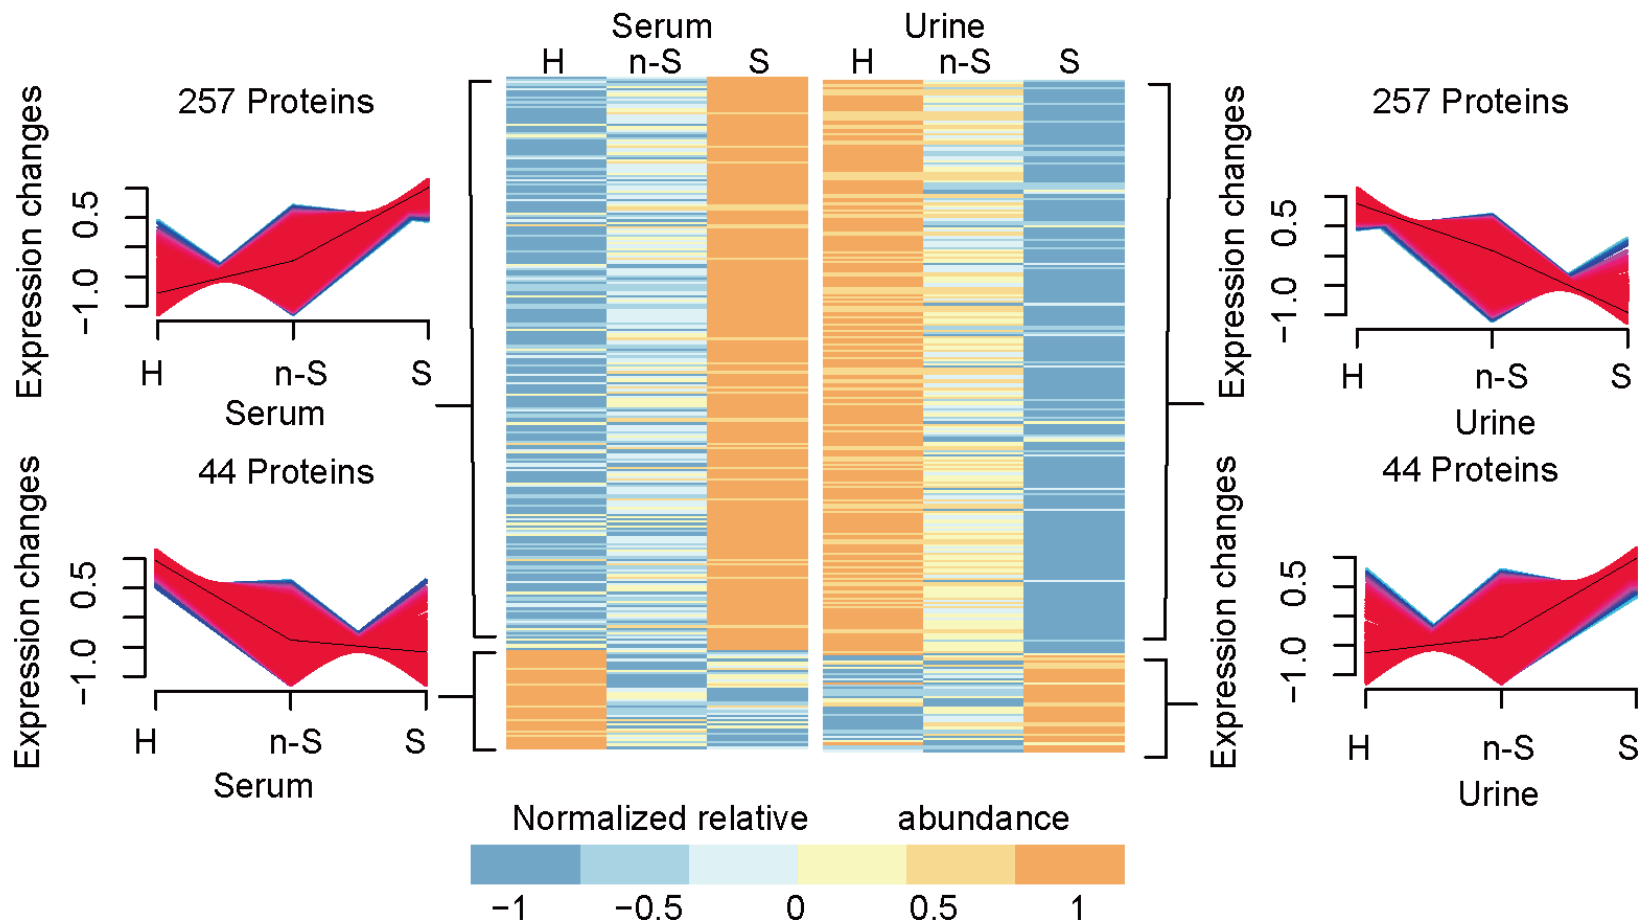 Serum
Urine
H n-S S
H n-S S
257 Proteins
Expression changes
0.5
−1.0
H n-S S
Serum
44 Proteins
Expression changes
0.5
−1.0
H n-S S
Serum
257 Proteins
Expression changes
0.5
−1.0
H n-S S
Urine
44 Proteins
Expression changes
0.5
−1.0
H n-S S
Urine
Normalized relative abundance
−1 −0.5 0 0.5 1